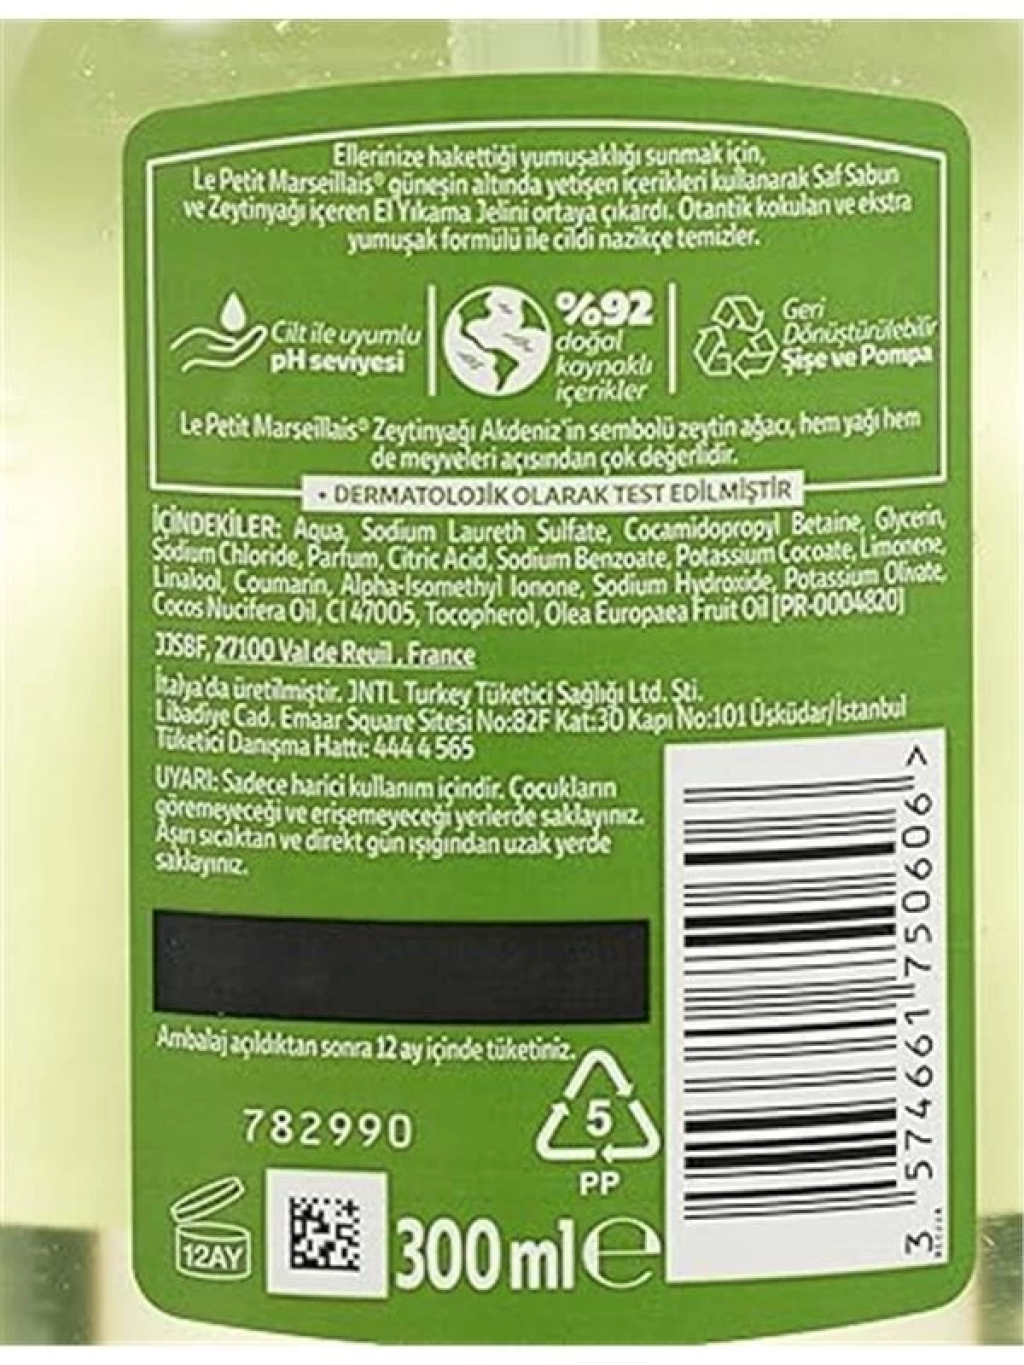 Ellerinize hakettiği yumuşaklığı sunmak için,
Le Petit Marseillais® güneşin altında yetişen içerikleri kullanarak Saf Sabun
ve Zeytinyağı içeren El Yıkama Jelini ortaya çıkardı. Otantik kokuları ve ekstra
yumuşak formülü ile cildi nazikçe temizler.
Cilt ile uyumlu
pH seviyesi
%92
doğal
kaynaklı
içerikler
Geri
Dönüştürülebilir
Şişe ve Pompa
Le Petit Marseillais® Zeytinyağı Akdeniz'in sembolü zeytin ağacı, hem yağı hem
de meyveleri açısından çok değerlidir.
• DERMATOLOJİK OLARAK TEST EDİLMİŞTİR
İÇİNDEKİLER: Aqua, Sodium Laureth Sulfate, Cocamidopropyl Betaine, Glycerin,
Sodium Chloride, Parfum, Citric Acid, Sodium Benzoate, Potassium Cocoate, Limonene,
Linalool, Coumarin, Alpha-Isomethyl Ionone, Sodium Hydroxide, Potassium Olivate,
Cocos Nucifera Oil, CI 47005, Tocopherol, Olea Europaea Fruit Oil [PR-0004820]
JJSBF, 27100 Val de Reuil, France
İtalya'da üretilmiştir. JNTL Turkey Tüketici Sağlığı Ltd. Şti.
Libadiye Cad. Emaar Square Sitesi No:82F Kat:30 Kapı No:101 Üsküdar/İstanbul
Tüketici Danışma Hattı: 444 4 565
UYARI: Sadece harici kullanım içindir. Çocukların
göremeyeceği ve erişemeyeceği yerlerde saklayınız.
Aşırı sıcaktan ve direkt gün ışığından uzak yerde
saklayınız.
Ambalaj açıldıktan sonra 12 ay içinde tüketiniz.
782990
5
PP
12AY
300 ml e
3 574661 750606 >